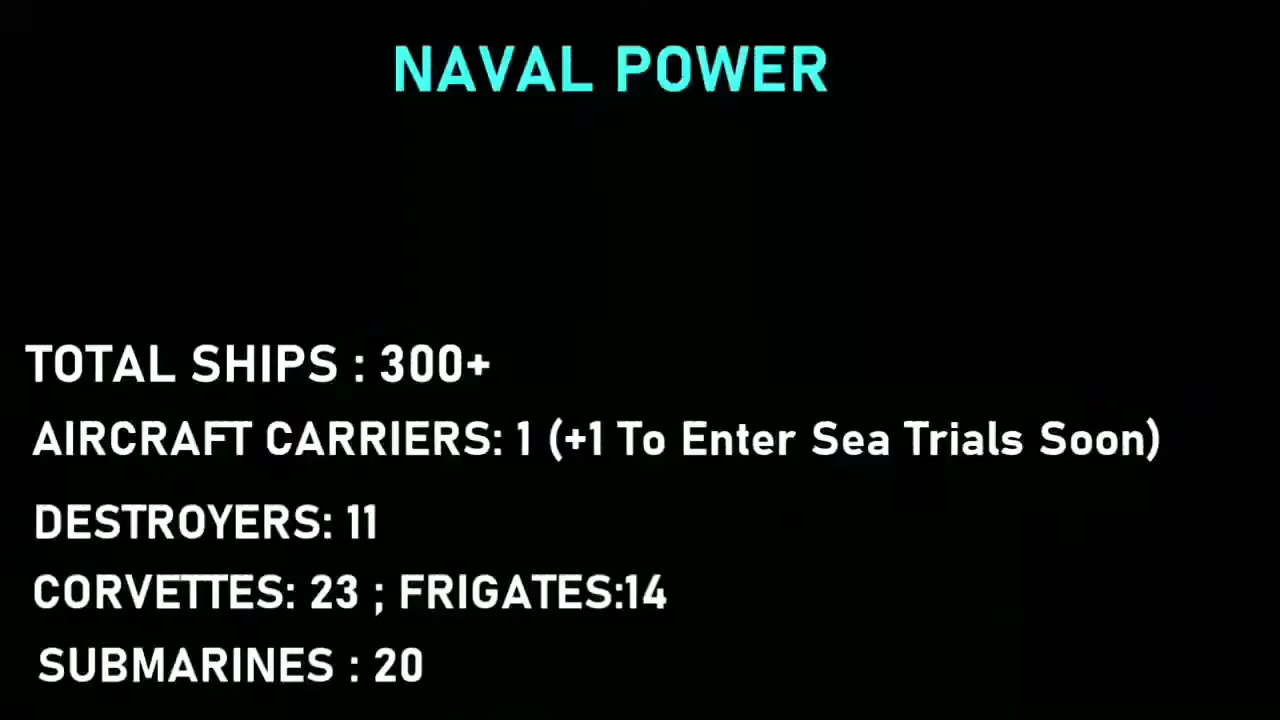 NAVAL POWER
TOTAL SHIPS : 300+
AIRCRAFT CARRIERS: 1 (+1 To Enter Sea Trials Soon)
DESTROYERS: 11
CORVETTES: 23 ; FRIGATES:14
SUBMARINES : 20